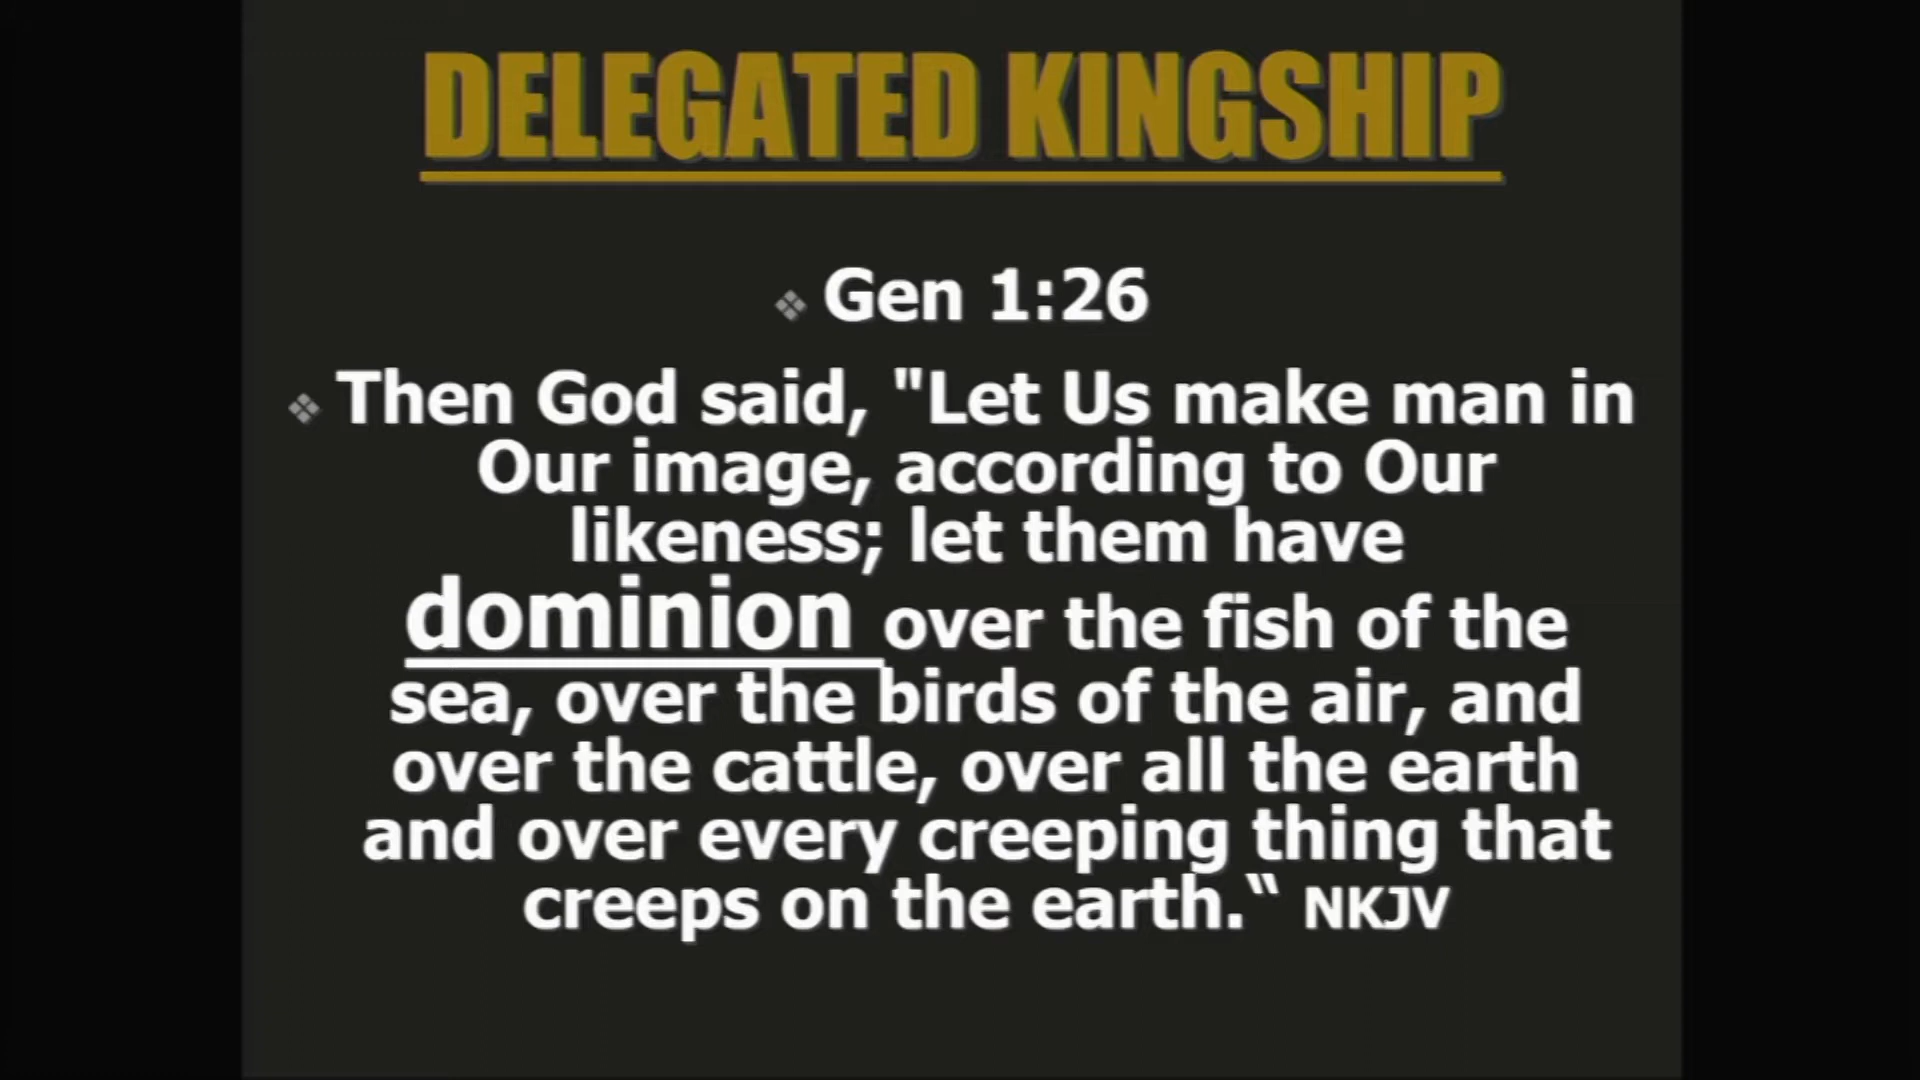 DELEGATED KINGSHIP
❖ Gen 1:26
❖ Then God said, "Let Us make man in
Our image, according to Our
likeness; let them have
dominion over the fish of the
sea, over the birds of the air, and
over the cattle, over all the earth
and over every creeping thing that
creeps on the earth.“ NKJV